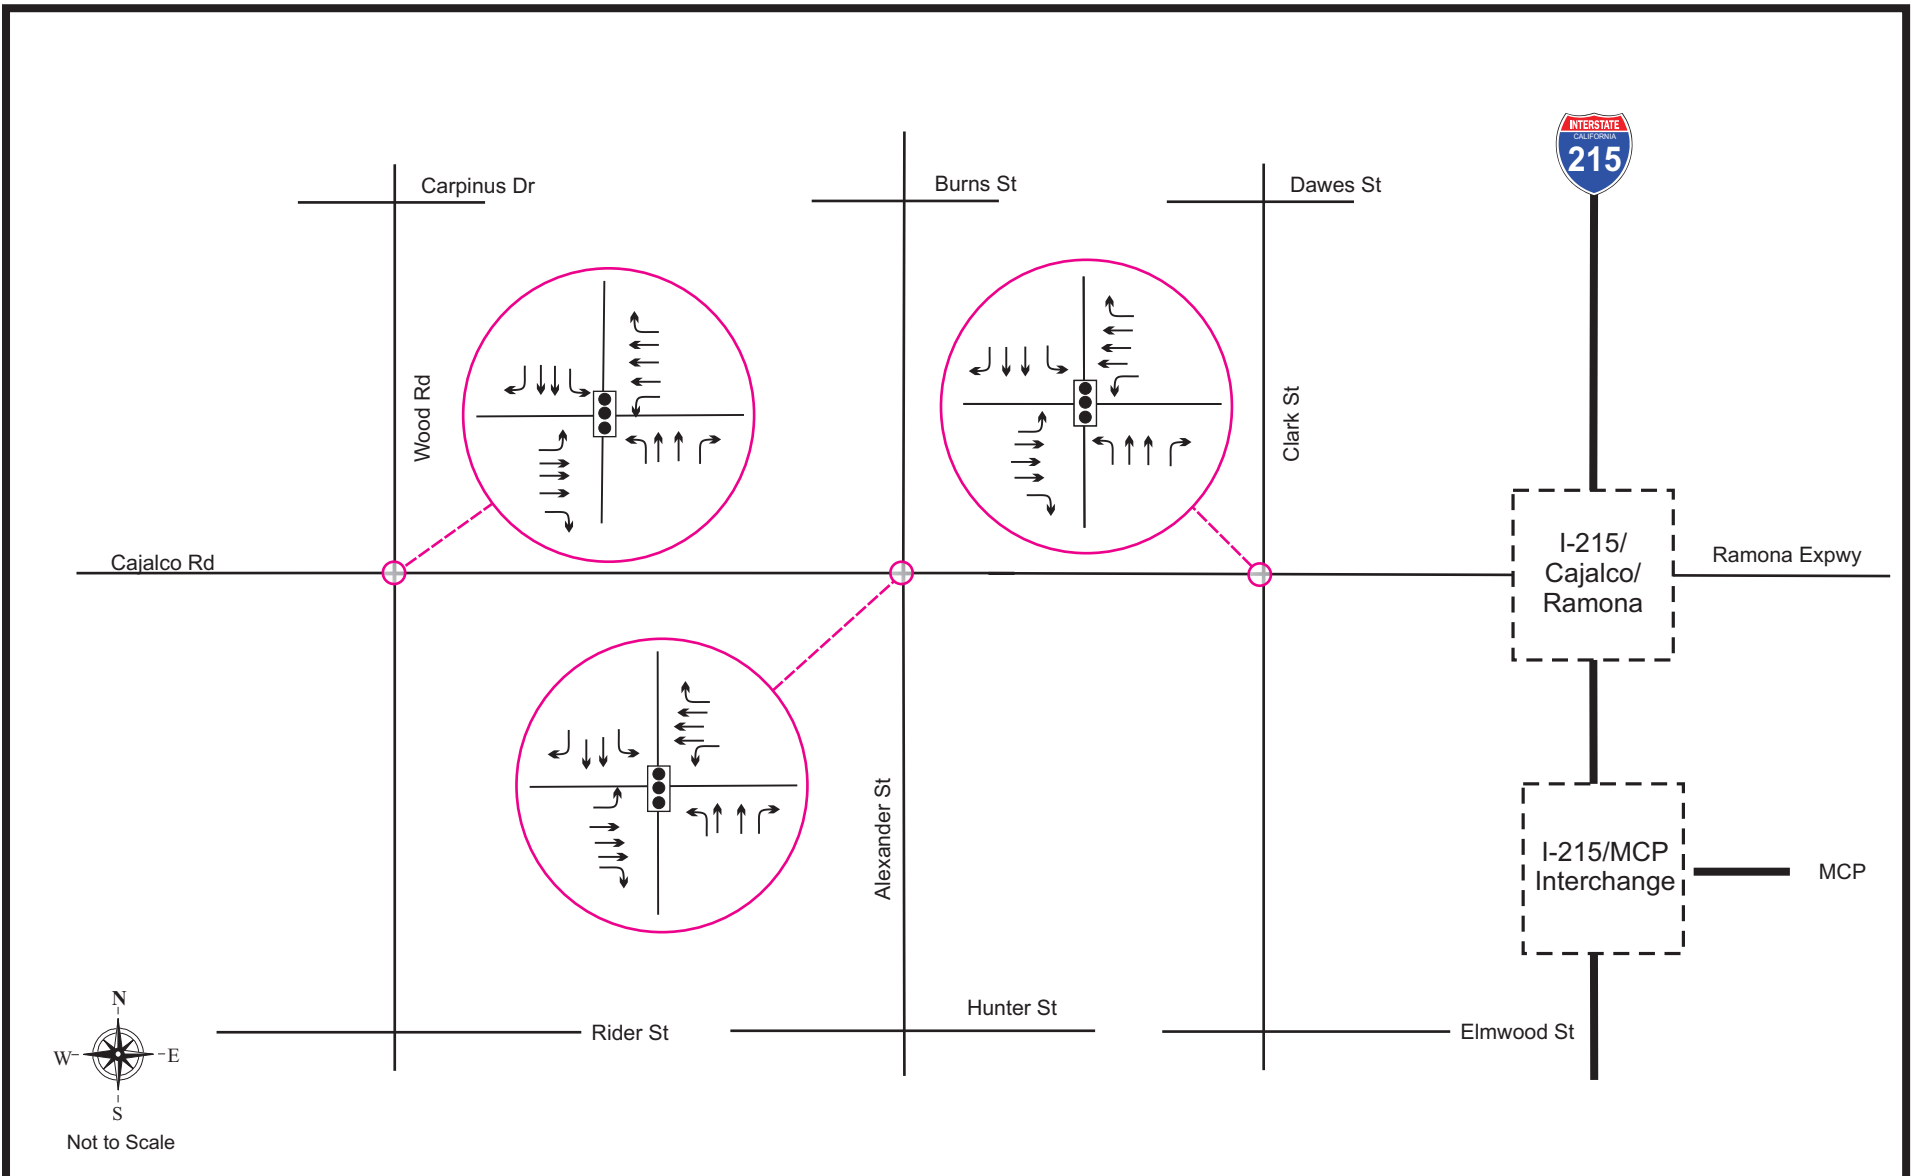 INTERSTATE
CALIFORNIA
215
Carpinus Dr
Burns St
Dawes St
Wood Rd
Clark St
Cajalco Rd
I-215/
Cajalco/
Ramona
Ramona Expwy
Alexander St
I-215/MCP
Interchange
MCP
Hunter St
Rider St
Elmwood St
N
W
E
S
Not to Scale